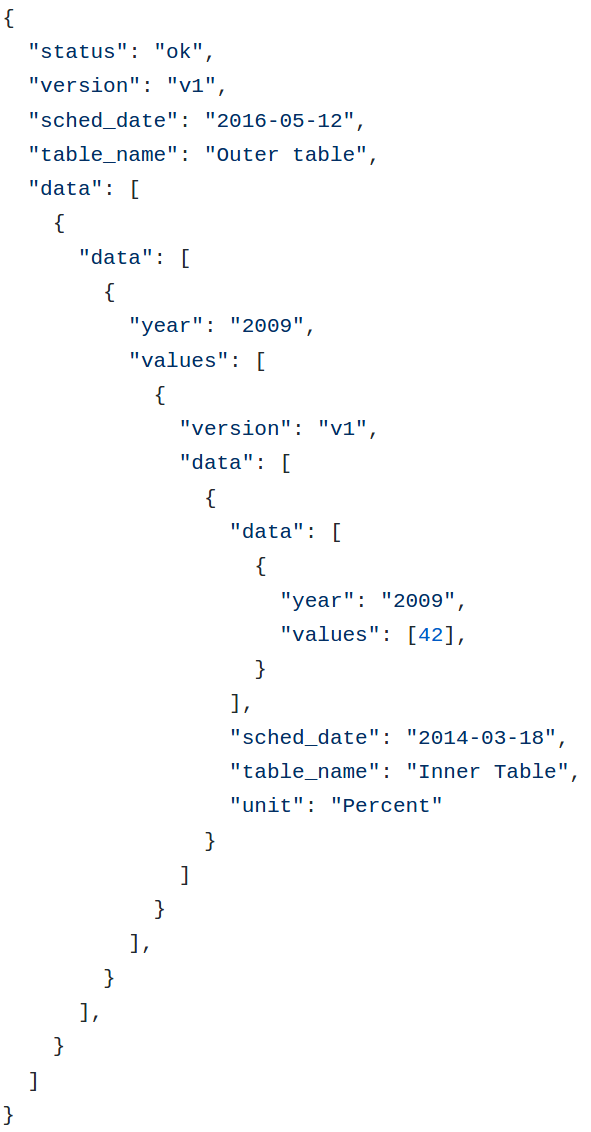 {
  "status": "ok",
  "version": "v1",
  "sched_date": "2016-05-12",
  "table_name": "Outer table",
  "data": [
    {
      "data": [
        {
          "year": "2009",
          "values": [
            {
              "version": "v1",
              "data": [
                {
                  "data": [
                    {
                      "year": "2009",
                      "values": [42],
                    }
                  ],
                  "sched_date": "2014-03-18",
                  "table_name": "Inner Table",
                  "unit": "Percent"
                }
              ]
            }
          ],
        }
      ],
    }
  ]
}